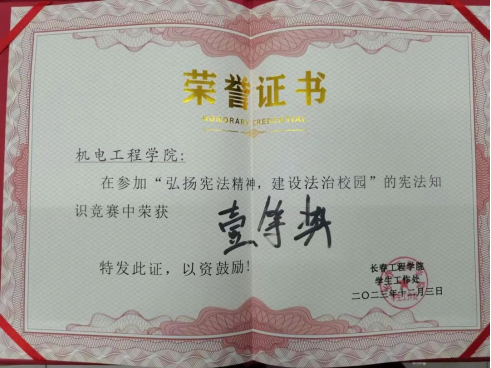 荣誉证书
HONORARY CREDENTIAL
机电工程学院:
在参加“弘扬宪法精神，建设法治校园”的宪法知
识竞赛中荣获
壹等奖
特发此证，以资鼓励!
长春工程学院
学生工作处
二〇二三年十二月三日